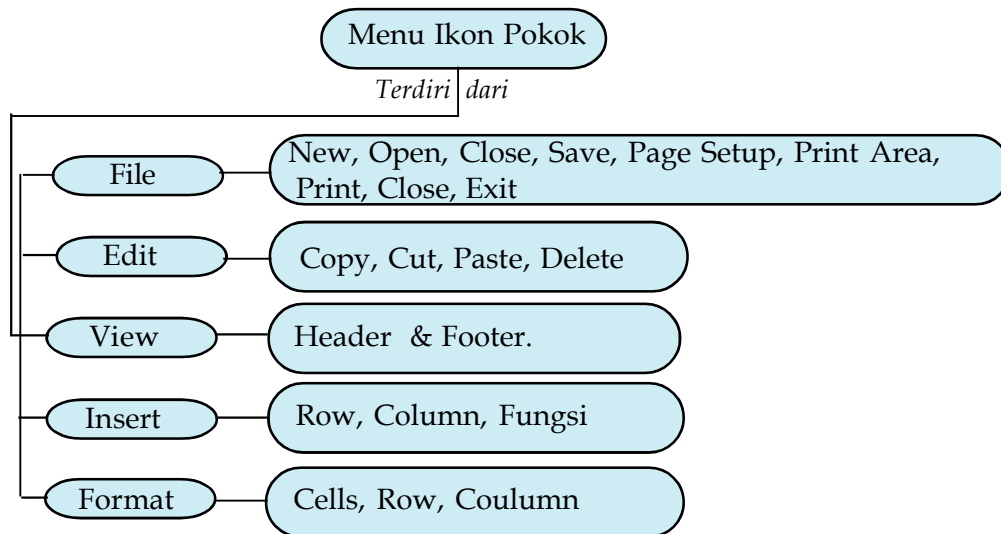 Menu Ikon Pokok
Terdiri dari
File
New, Open, Close, Save, Page Setup, Print Area,
Print, Close, Exit
Edit
Copy, Cut, Paste, Delete
View
Header & Footer.
Insert
Row, Column, Fungsi
Format
Cells, Row, Coulumn